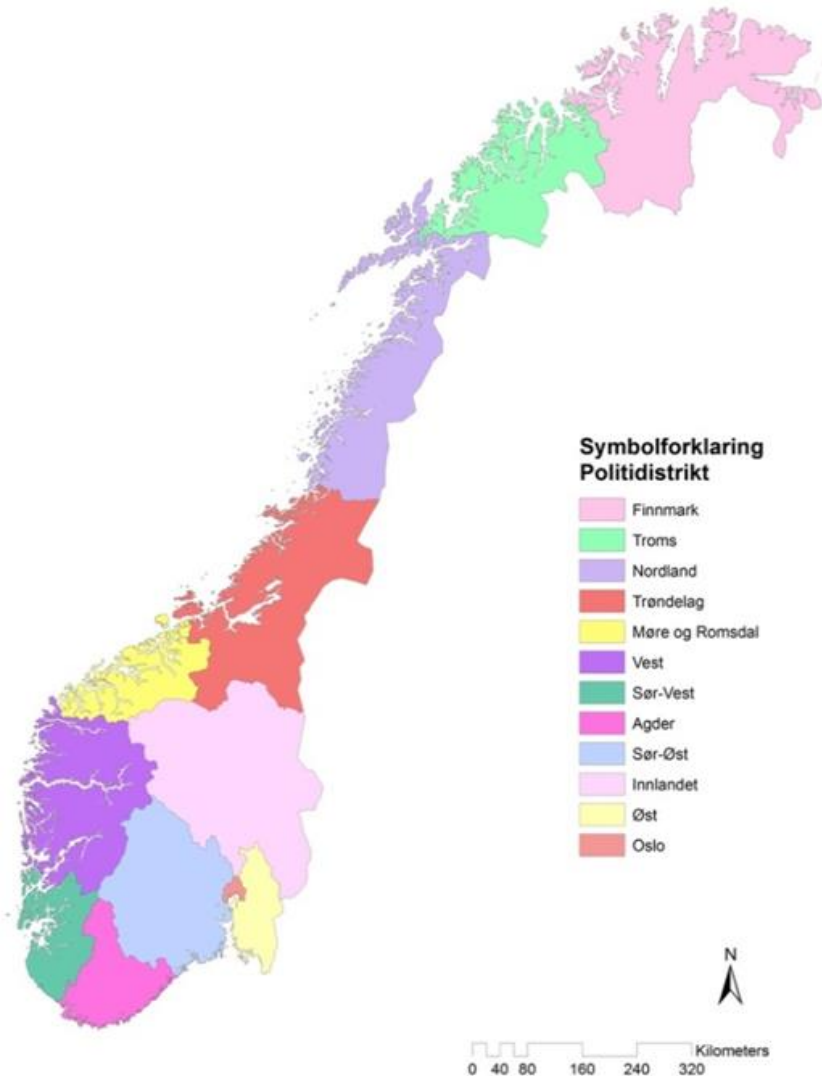 Symbolforklaring
Politidistrikt
Finnmark
Troms
Nordland
Trøndelag
Møre og Romsdal
Vest
Sør-Vest
Agder
Sør-Øst
Innlandet
Øst
Oslo
N
Kilometers
0 40 80 160 240 320